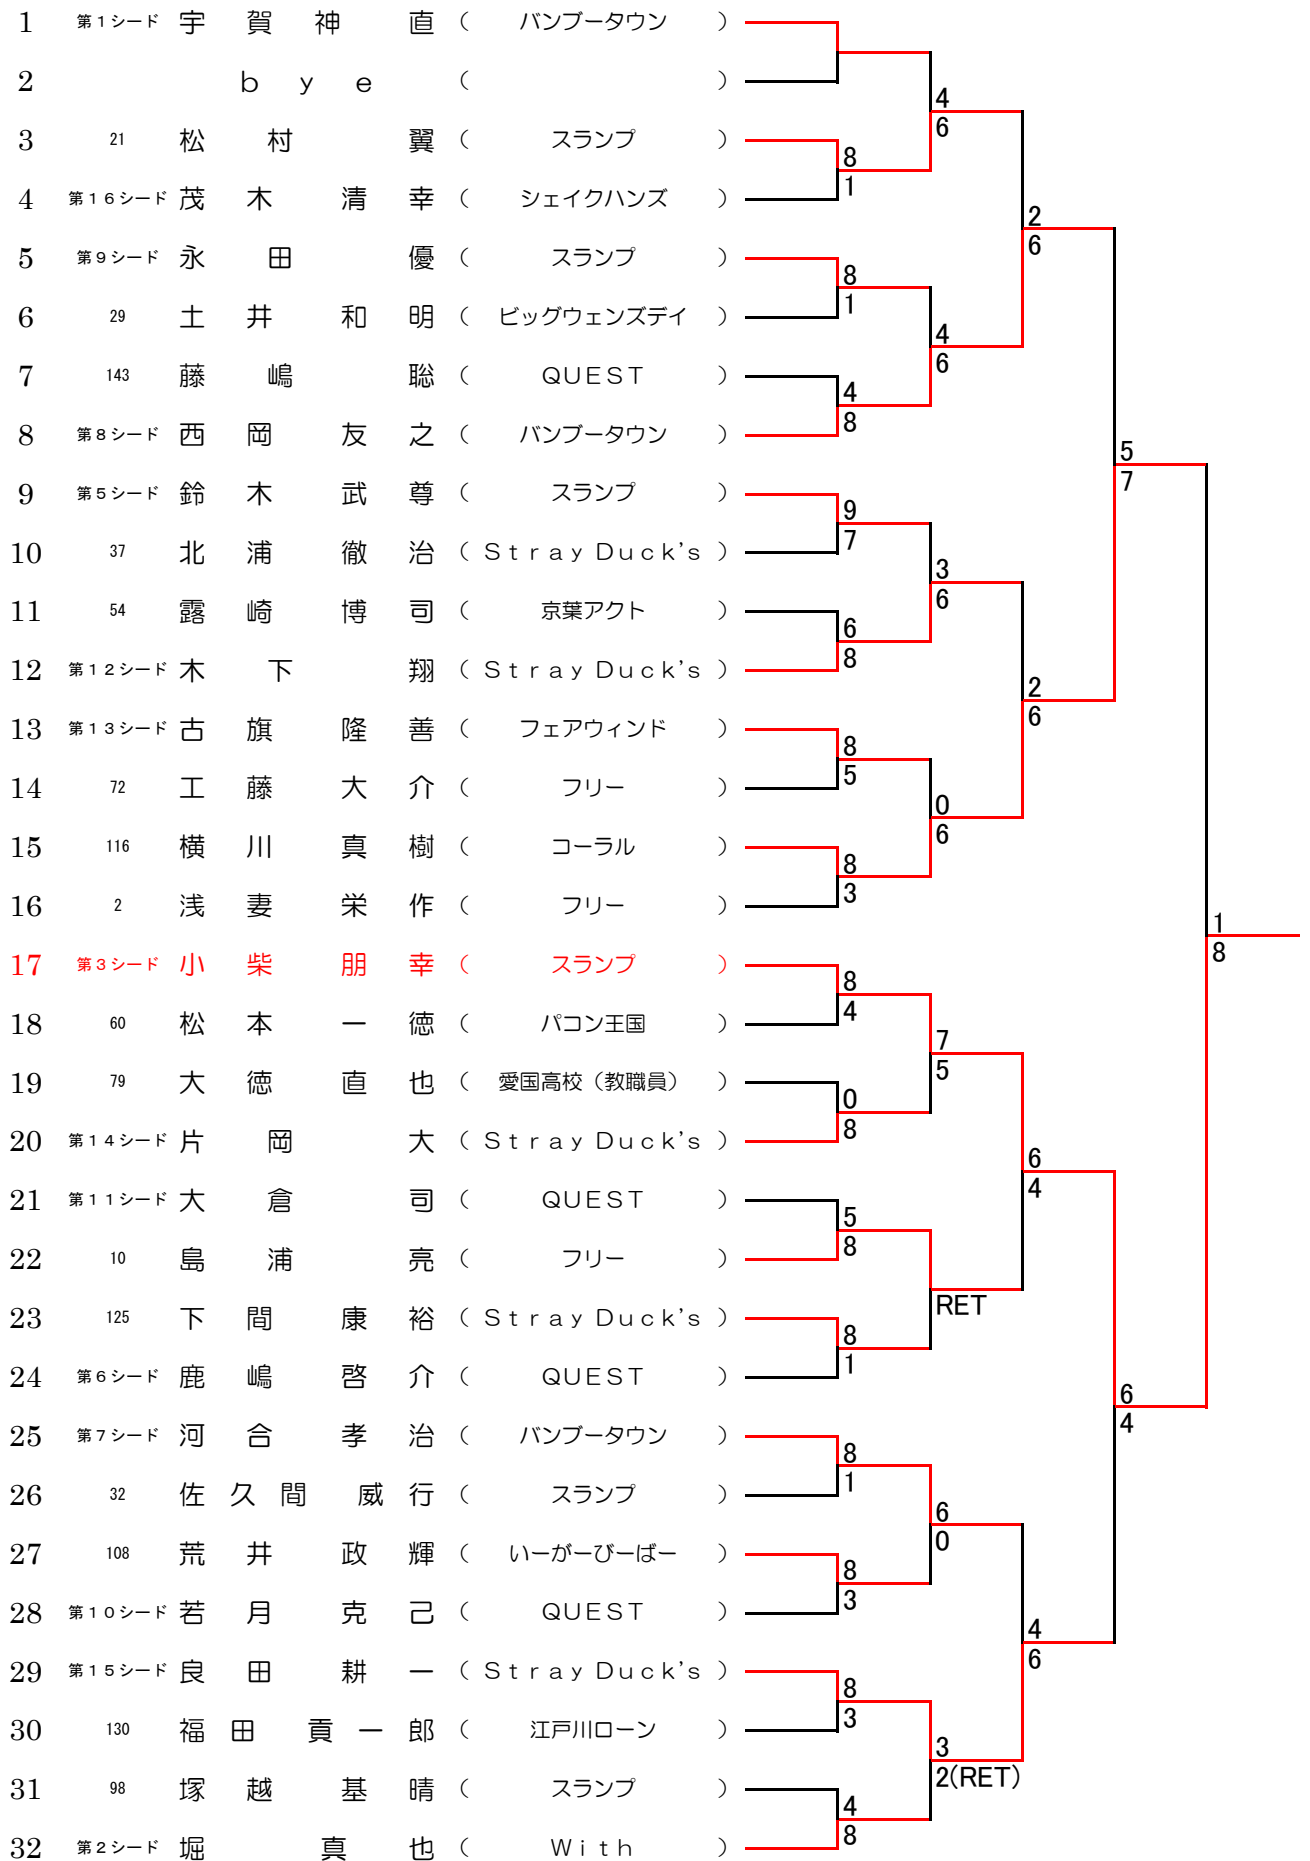 1 第1シード 宇賀神 直 ( バンブータウン )
2 bye ( )
4
6
3 21 松村 翼 ( スランプ )
8
1
4 第16シード 茂木 清幸 ( シェイクハンズ )
2
6
5 第9シード 永田 優 ( スランプ )
8
1
6 29 土井 和明 ( ビッグウェンズデイ )
4
6
7 143 藤嶋 聡 ( QUEST )
4
8
8 第8シード 西岡 友之 ( バンブータウン )
5
7
9 第5シード 鈴木 武尊 ( スランプ )
9
7
10 37 北浦 徹治 ( Stray Duck's )
3
6
11 54 露崎 博司 ( 京葉アクト )
6
8
12 第12シード 木下 翔 ( Stray Duck's )
2
6
13 第13シード 古旗 隆善 ( フェアウィンド )
8
5
14 72 工藤 大介 ( フリー )
0
6
15 116 横川 真樹 ( コーラル )
8
3
16 2 浅妻 栄作 ( フリー )
1
8
17 第3シード 小柴 朋幸 ( スランプ )
8
4
18 60 松本 一徳 ( パコン王国 )
7
5
19 79 大徳 直也 ( 愛国高校（教職員） )
0
8
20 第14シード 片岡 大 ( Stray Duck's )
6
4
21 第11シード 大倉 司 ( QUEST )
5
8
22 10 島浦 亮 ( フリー )
RET
23 125 下間 康裕 ( Stray Duck's )
8
1
24 第6シード 鹿嶋 啓介 ( QUEST )
6
4
25 第7シード 河合 孝治 ( バンブータウン )
8
1
26 32 佐久間 威行 ( スランプ )
6
0
27 108 荒井 政輝 ( いーがーびーばー )
8
3
28 第10シード 若月 克己 ( QUEST )
4
6
29 第15シード 良田 耕一 ( Stray Duck's )
8
3
30 130 福田 貢一郎 ( 江戸川ローン )
3
2(RET)
31 98 塚越 基晴 ( スランプ )
4
8
32 第2シード 堀 真也 ( With )